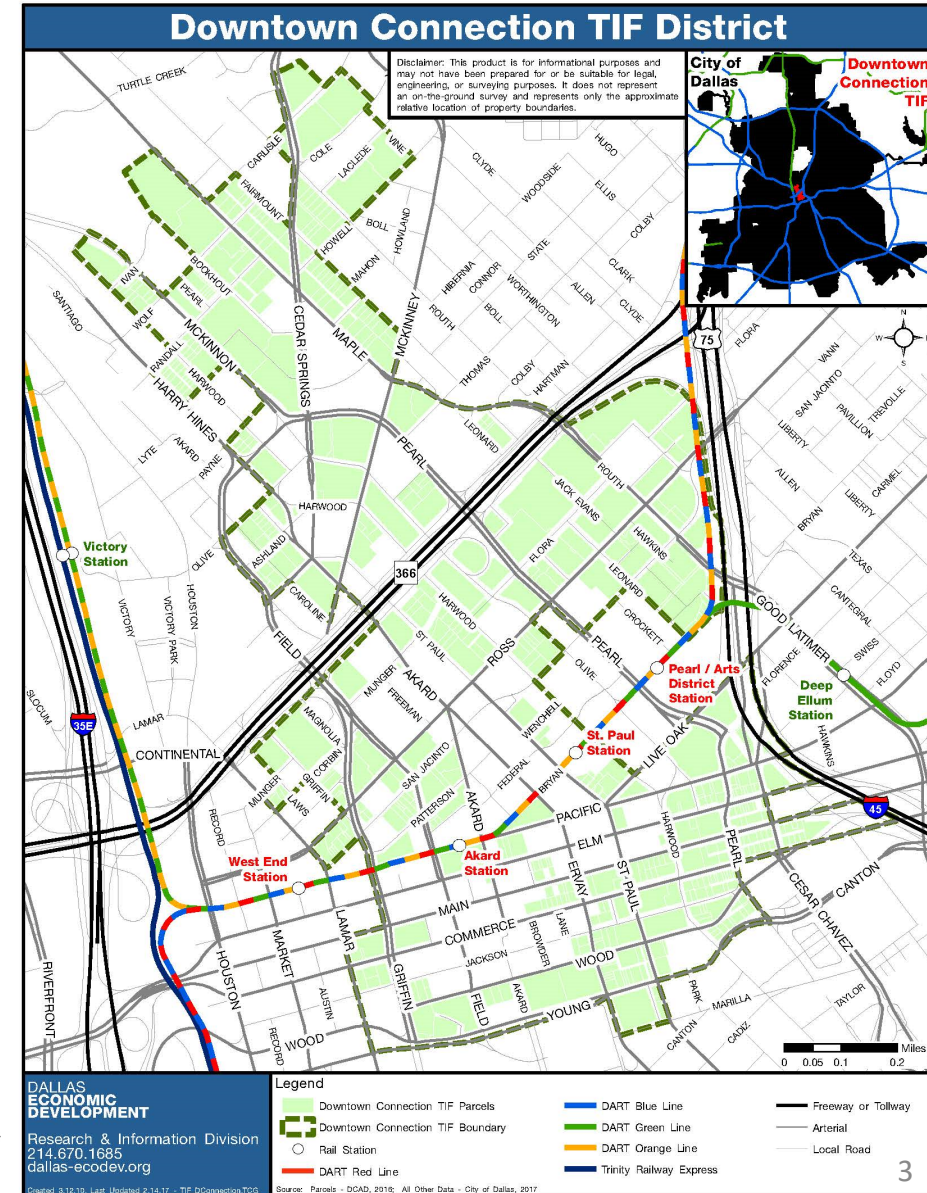 Downtown Connection TIF District
Disclaimer: This product is for informational purposes and
may not have been prepared for or be suitable for legal,
engineering, or surveying purposes. It does not represent
an on-the-ground survey and represents only the approximate
relative location of property boundaries.
City of
Dallas
Downtown
Connection
TIF
TURTLE CREEK
CARLISLE
COLE
LACLEDE
VINE
FAIRMOUNT
HOWELL
BOLL
HOWLAND
MAHON
CLYDE
HUGO
WOODSIDE
ELLIS
COLBY
STATE
HIBERNIA
CONNOR
CLARK
WORTHINGTON
ALLEN
CLYDE
BOLL
ROUTH
THOMAS
COLBY
HARTMAN
IVAN
BOOKHOUT
PEARL
WOLF
SANTIAGO
MCKINNON
RANDALL
HARWOOD
HARRY HINES
CEDAR SPRINGS
MAPLE
MCKINNEY
LYTE
AKARD
PAYNE
PEARL
LEONARD
HARWOOD
75
FLORA
N
W
S
VANN
SAN JACINTO
PAVILLION
TREVOLLE
LIBERTY
ALLEN
LIBERTY
CARMEL
BRYAN
TEXAS
CANTEGRAL
SWISS
FLOYD
ROUTH
JACK EVANS
FLORA
HAWKINS
LEONARD
CROCKETT
Victory
Station
OLIVE
ASHLAND
CAROLINE
366
HARWOOD
ST PAUL
ROSS
PEARL
OLIVE
GOOD LATIMER
FLORENCE
VICTORY
VICTORY PARK
HOUSTON
FIELD
MUNGER
AKARD
FREEMAN
Pearl / Arts
District
Station
Deep
Ellum
Station
SLOCUM
35E
LAMAR
CONTINENTAL
MAGNOLIA
CORBIN
GRIFFIN
MUNGER
LAWS
SAN JACINTO
PATTERSON
WENCHELL
FEDERAL
BRYAN
St. Paul
Station
LIVE OAK
HAWKINS
45
RECORD
AKARD
PACIFIC
ELM
West End
Station
Akard
Station
ERVAY
ST PAUL
HARWOOD
PEARL
CESAR CHAVEZ
CANTON
MAIN
COMMERCE
JACKSON
BROWDER
LANE
WOOD
RIVERFRONT
HOUSTON
MARKET
AUSTIN
LAMAR
GRIFFIN
FIELD
AKARD
YOUNG
RECORD
WOOD
PARK
MARILLA
CANTON
CADIZ
TAYLOR
Miles
0 0.05 0.1 0.2
DALLAS
ECONOMIC
DEVELOPMENT
Research & Information Division
214.670.1685
dallas-ecodev.org
Created 3.12.10, Last Updated 2.14.17 - TIF DConnection.TCG
Legend
Downtown Connection TIF Parcels
Downtown Connection TIF Boundary
Rail Station
DART Red Line
DART Blue Line
DART Green Line
DART Orange Line
Trinity Railway Express
Freeway or Tollway
Arterial
Local Road
Source: Parcels - DCAD, 2016; All Other Data - City of Dallas, 2017
3